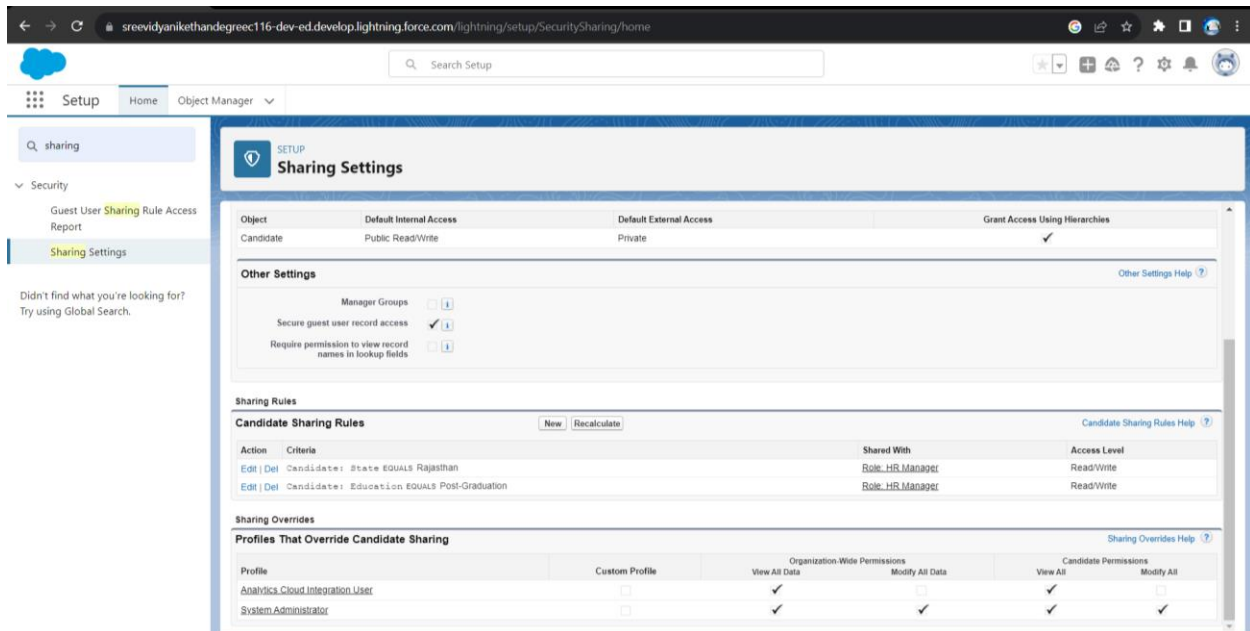 sreevidyanikethandegreec116-dev-ed.develop.lightning.force.com/lightning/setup/SecuritySharing/home
Search Setup
Setup Home Object Manager
sharing
Security
Guest User Sharing Rule Access
Report
Sharing Settings
Didn't find what you're looking for?
Try using Global Search.
SETUP
Sharing Settings
Object Default Internal Access Default External Access Grant Access Using Hierarchies
Candidate Public Read/Write Private
Other Settings Other Settings Help ?
Manager Groups
Secure guest user record access
Require permission to view record
names in lookup fields
Sharing Rules
Candidate Sharing Rules New Recalculate Candidate Sharing Rules Help ?
Action Criteria Shared With Access Level
Edit | Del Candidate: State EQUALS Rajasthan Role: HR Manager Read/Write
Edit | Del Candidate: Education EQUALS Post-Graduation Role: HR Manager Read/Write
Sharing Overrides
Profiles That Override Candidate Sharing Sharing Overrides Help ?
Organization-Wide Permissions Candidate Permissions
Profile Custom Profile View All Data Modify All Data View All Modify All
Analytics Cloud Integration User
System Administrator